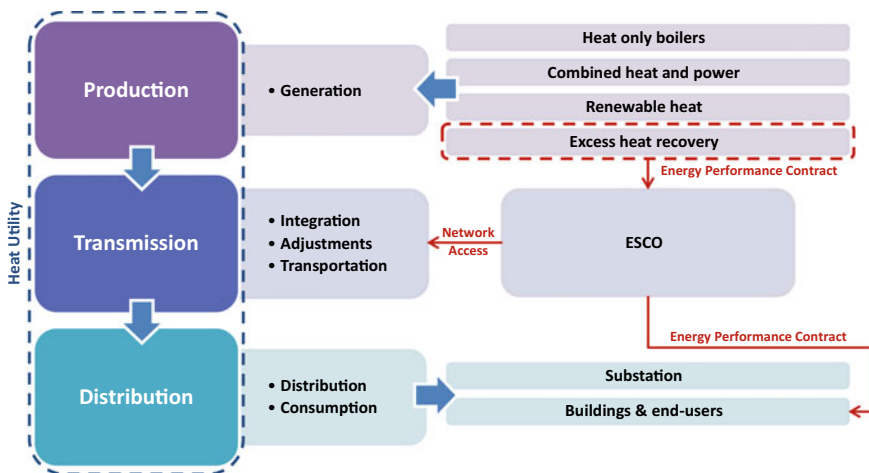 Heat Utility
Production
• Generation
Heat only boilers
Combined heat and power
Renewable heat
Excess heat recovery
Energy Performance Contract
Transmission
• Integration
• Adjustments
• Transportation
Network
Access
ESCO
Energy Performance Contract
Distribution
• Distribution
• Consumption
Substation
Buildings & end-users